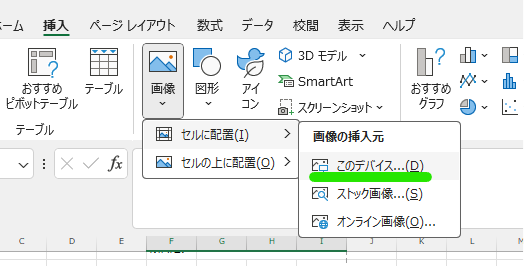 ホーム 挿入 ページ レイアウト 数式 データ 校閲 表示 ヘルプ
おすすめ
ピボットテーブル
テーブル
テーブル
画像
図形
アイ
コン
3D モデル
SmartArt
スクリーンショット
おすすめ
グラフ
セルに配置(I)
セルの上に配置(O)
画像の挿入元
このデバイス...(D)
ストック画像...(S)
オンライン画像(O)...
fx
C D E F G H I J K L M